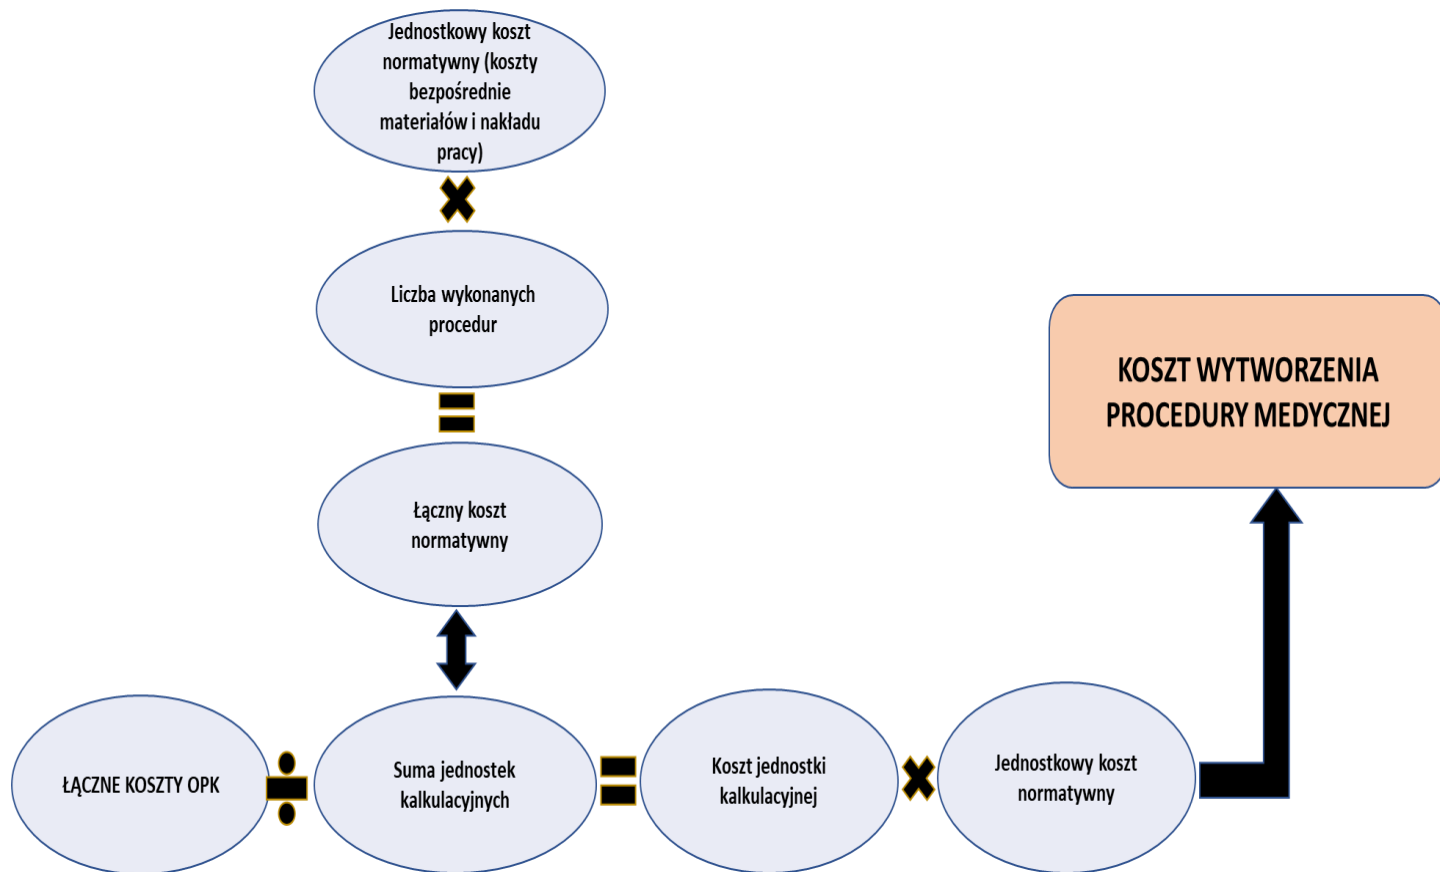 Jednostkowy koszt
normatywny (koszty
bezpośrednie
materiałów i nakładu
pracy)
Liczba wykonanych
procedur
KOSZT WYTWORZENIA
PROCEDURY MEDYCZNEJ
Łączny koszt
normatywny
ŁĄCZNE KOSZTY OPK
Suma jednostek
kalkulacyjnych
Koszt jednostki
kalkulacyjnej
Jednostkowy koszt
normatywny